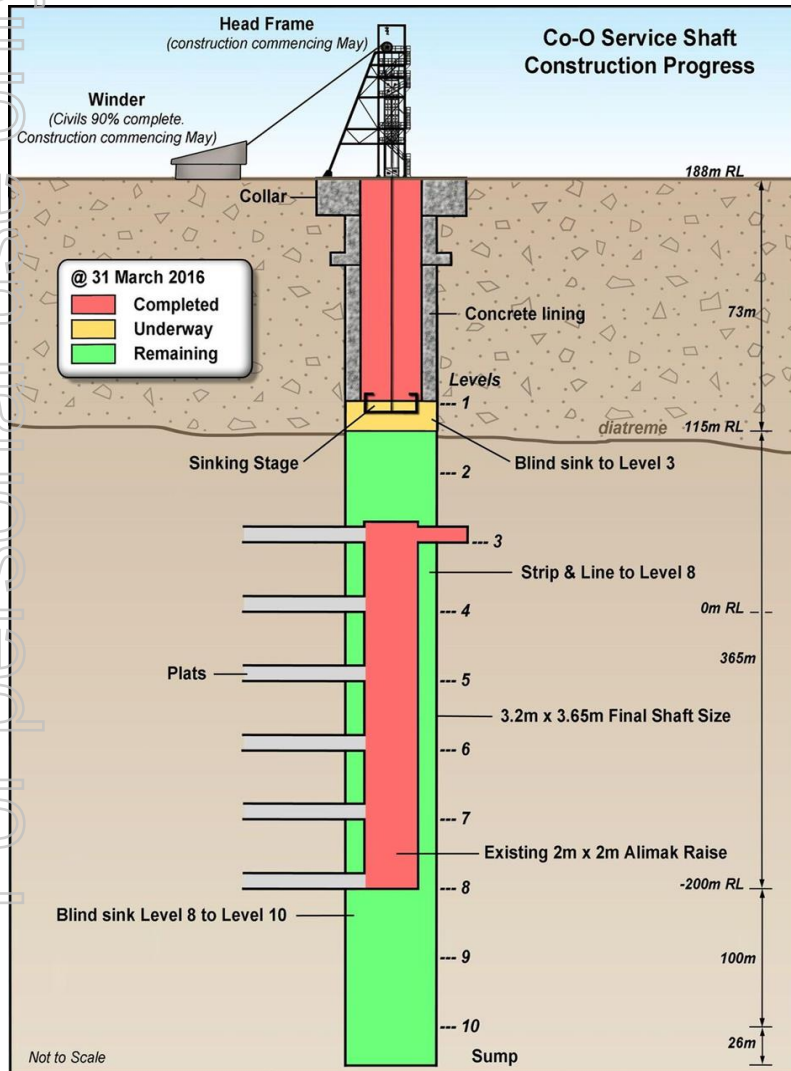 Head Frame
(construction commencing May)
Co-O Service Shaft
Construction Progress
Winder
(Civils 90% complete.
Construction commencing May)
188m RL
Collar
@ 31 March 2016
Completed
Underway
Remaining
Concrete lining
73m
Levels
1
diatreme
115m RL
Sinking Stage
Blind sink to Level 3
2
3
Strip & Line to Level 8
4
0m RL
365m
Plats
5
3.2m x 3.65m Final Shaft Size
6
7
Existing 2m x 2m Alimak Raise
8
-200m RL
Blind sink Level 8 to Level 10
9
100m
10
26m
Not to Scale
Sump
For personal use only